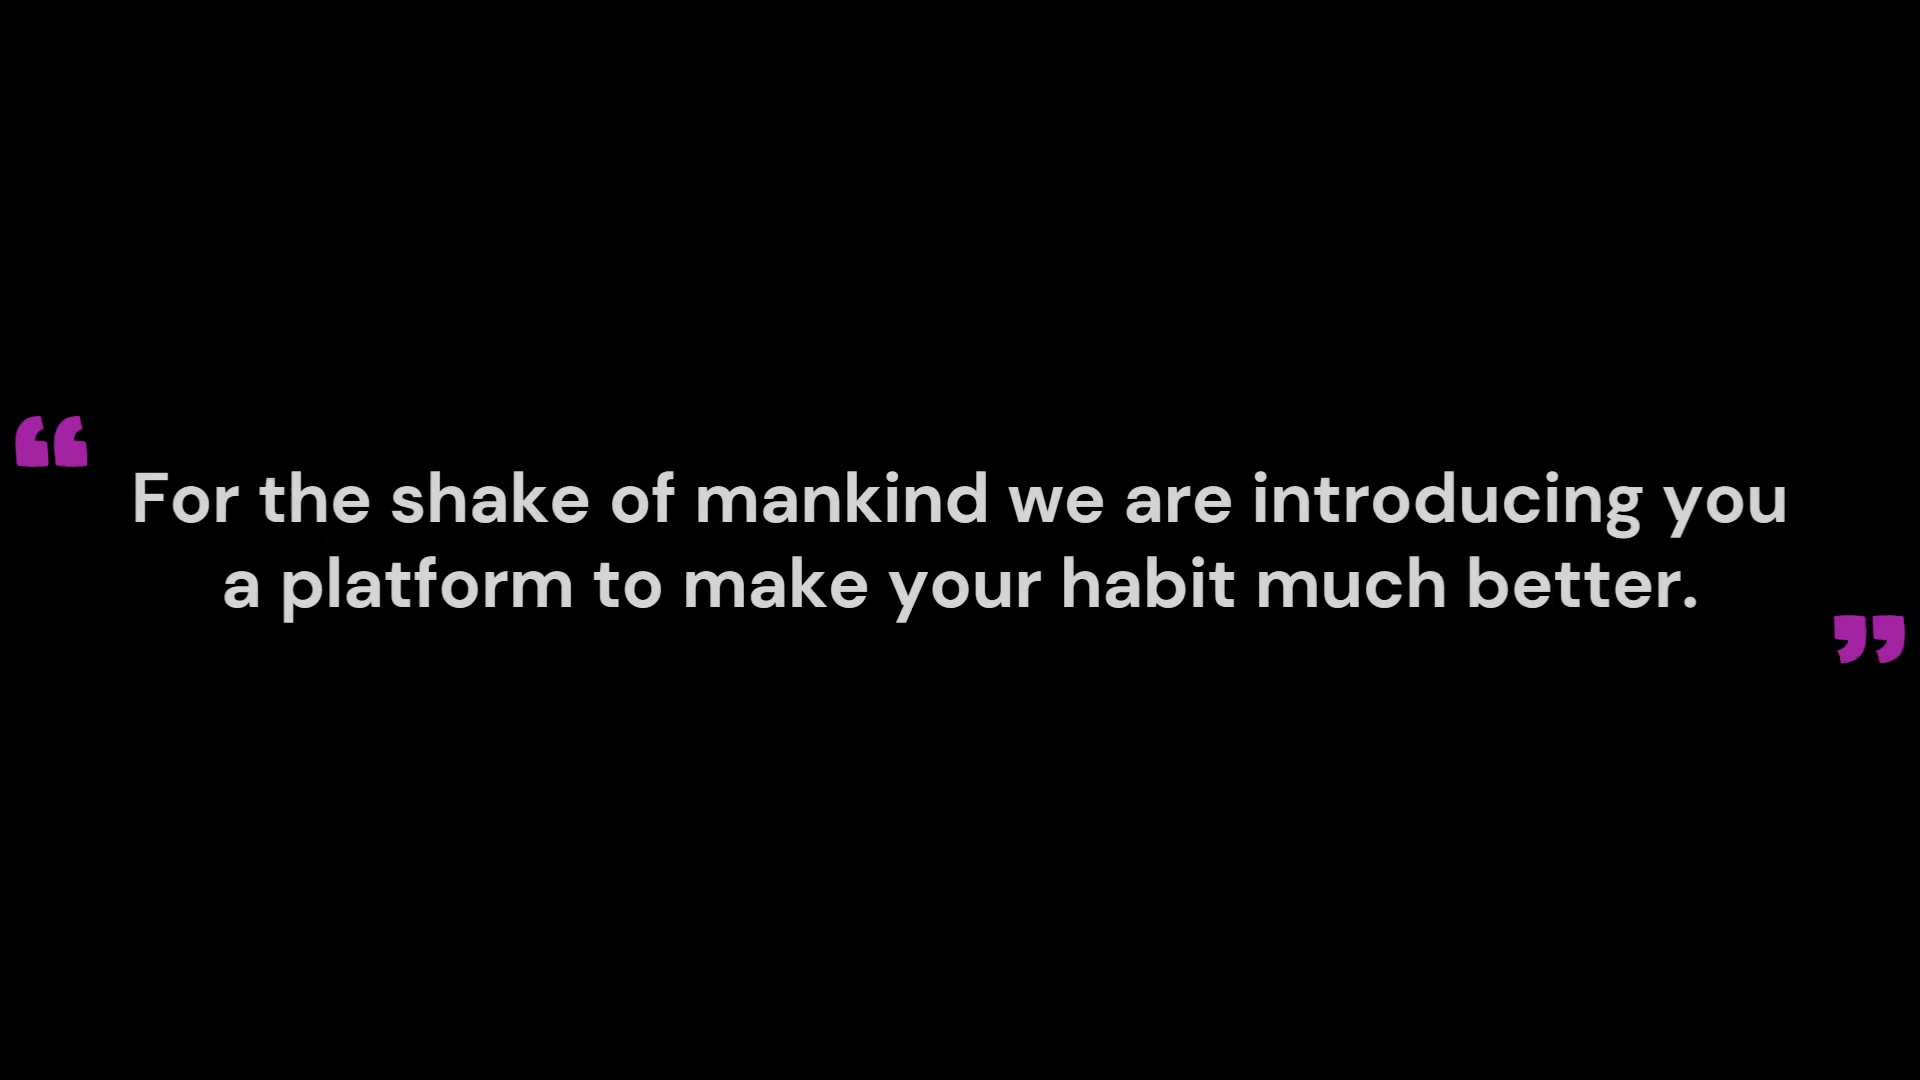 “For the shake of mankind we are introducing you
a platform to make your habit much better.”